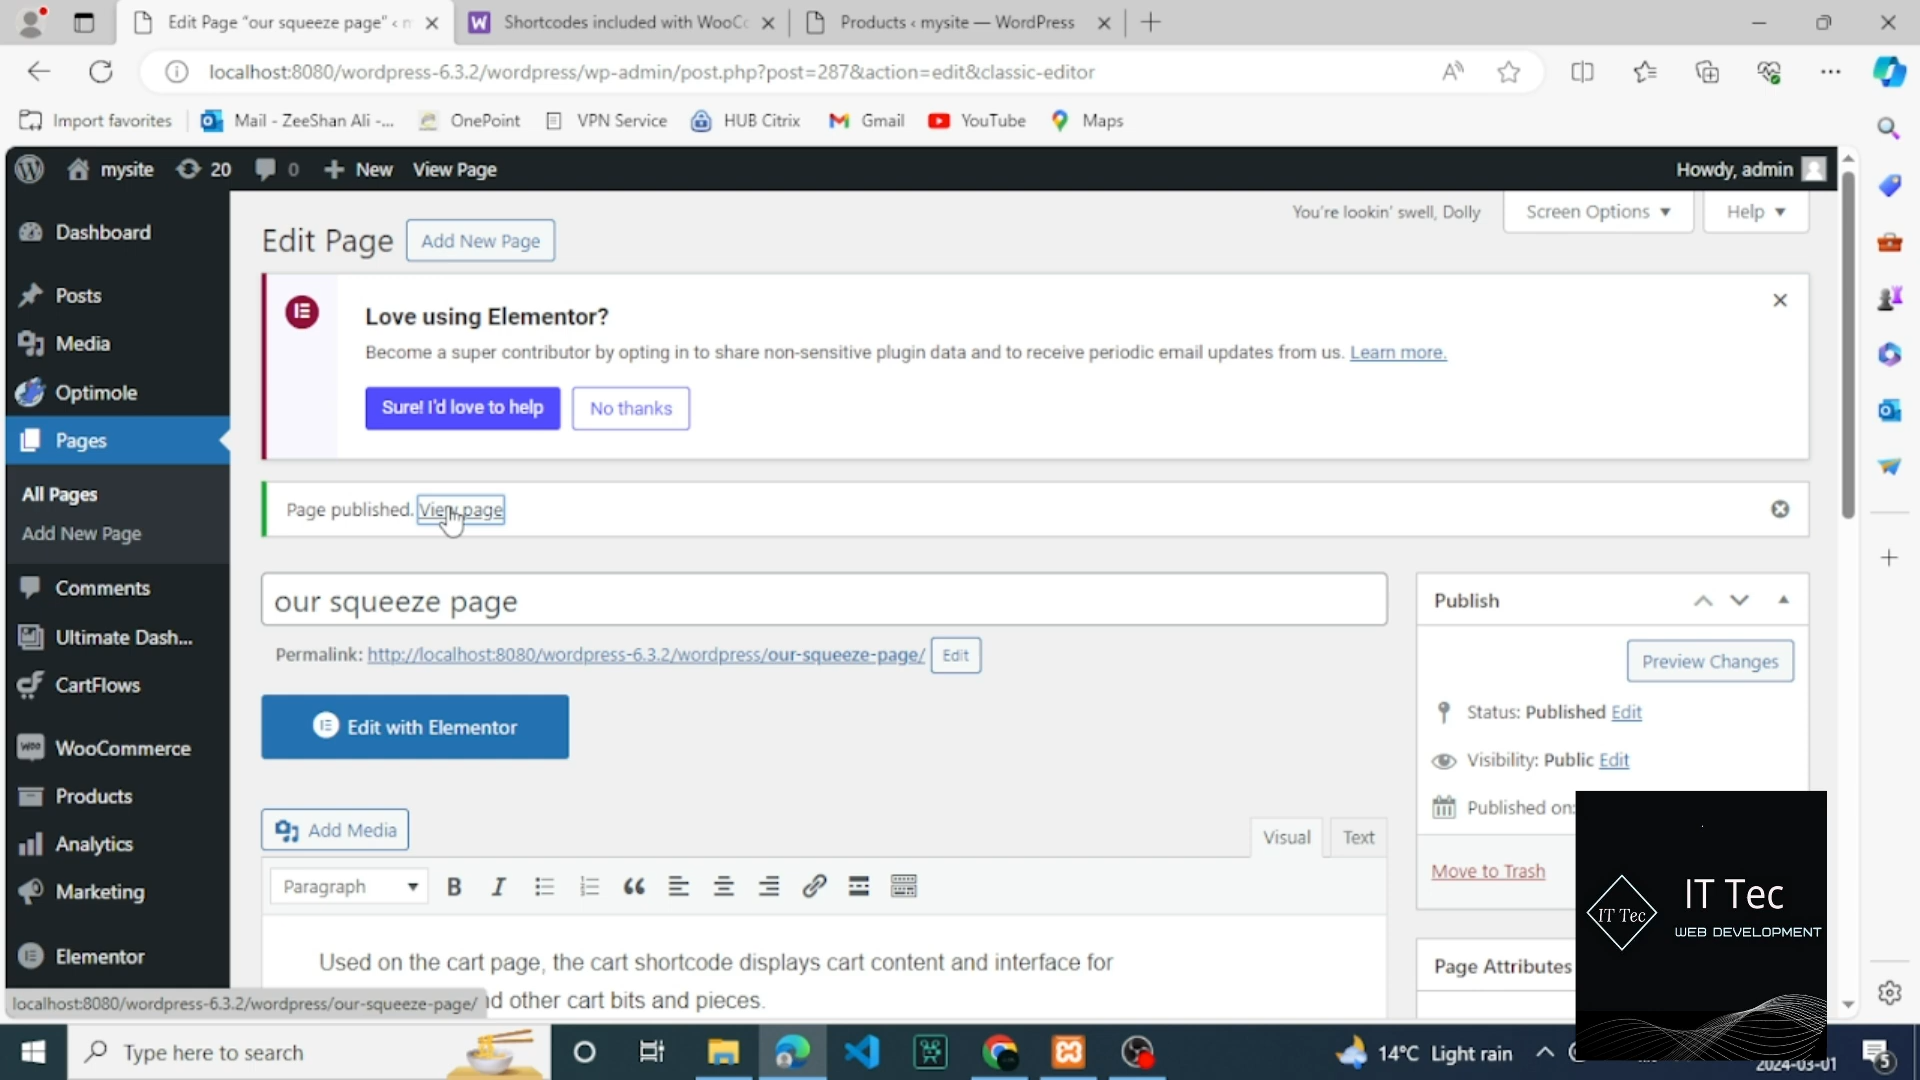 Edit Page “our squeeze page” ‹ m
Shortcodes included with WooCo
Products ‹ mysite — WordPress
localhost:8080/wordpress-6.3.2/wordpress/wp-admin/post.php?post=287&action=edit&classic-editor
Import favorites
Mail - ZeeShan Ali -...
OnePoint
VPN Service
HUB Citrix
Gmail
YouTube
Maps
mysite
20
0
New
View Page
Howdy, admin
You're lookin' swell, Dolly
Screen Options
Help
Dashboard
Posts
Media
Optimole
Pages
All Pages
Add New Page
Comments
Ultimate Dash...
CartFlows
WooCommerce
Products
Analytics
Marketing
Elementor
Edit Page
Add New Page
Love using Elementor?
Become a super contributor by opting in to share non-sensitive plugin data and to receive periodic email updates from us. Learn more.
Sure! I'd love to help
No thanks
Page published. View page
our squeeze page
Permalink: http://localhost:8080/wordpress-6.3.2/wordpress/our-squeeze-page/
Edit
Edit with Elementor
Add Media
Visual
Text
Paragraph
Used on the cart page, the cart shortcode displays cart content and interface for
d other cart bits and pieces.
Publish
Preview Changes
Status: Published Edit
Visibility: Public Edit
Published on:
Move to Trash
Page Attributes
IT Tec
IT Tec
WEB DEVELOPMENT
localhost:8080/wordpress-6.3.2/wordpress/our-squeeze-page/
Type here to search
14°C Light rain
2024-03-01
5